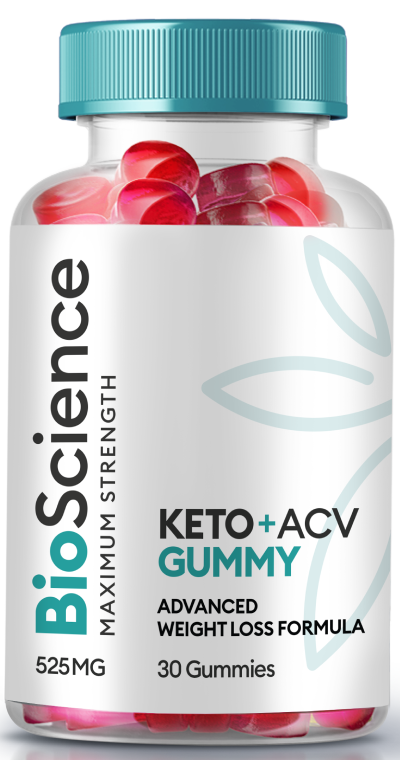 BioScience
MAXIMUM STRENGTH
525MG
KETO+ACV
GUMMY
ADVANCED
WEIGHT LOSS FORMULA
30 Gummies